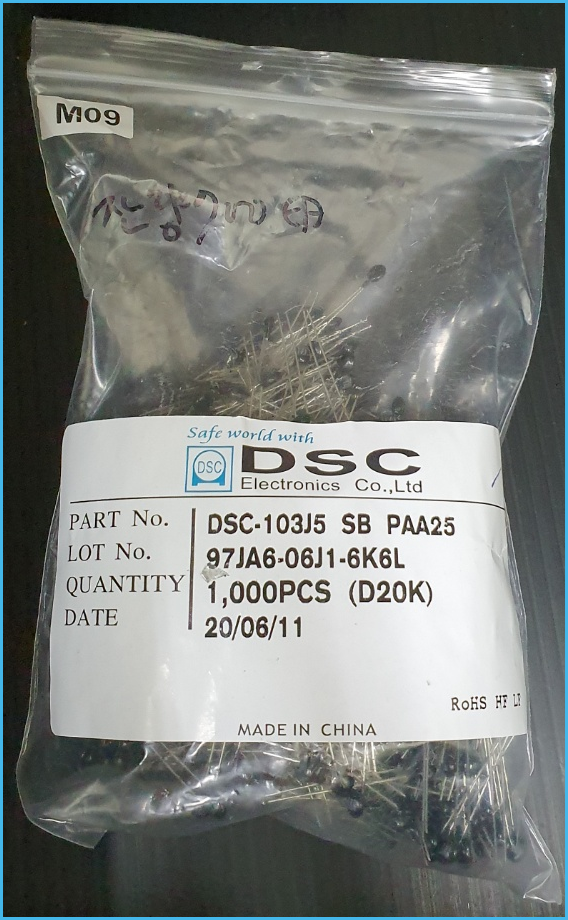 M09
Safe world with
DSC
DSC
Electronics Co.,Ltd
PART No. DSC-103J5 SB PAA25
LOT No. 97JA6-06J1-6K6L
QUANTITY 1,000PCS (D20K)
DATE 20/06/11
RoHS HF LF
MADE IN CHINA